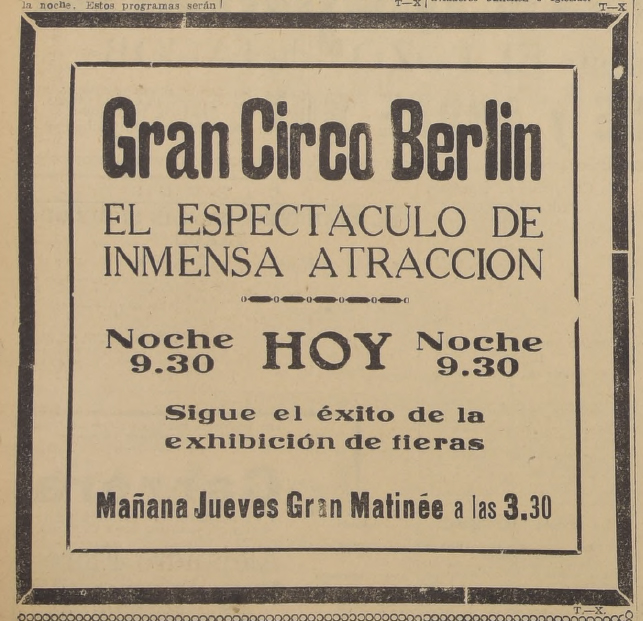 la noche. Estos programas serán
T—X
T—X
Gran Circo Berlin
EL ESPECTACULO DE
INMENSA ATRACCION
Noche HOY Noche
9.30 9.30
Sigue el éxito de la
exhibición de fieras
Mañana Jueves Gran Matinée a las 3.30
T.—X.